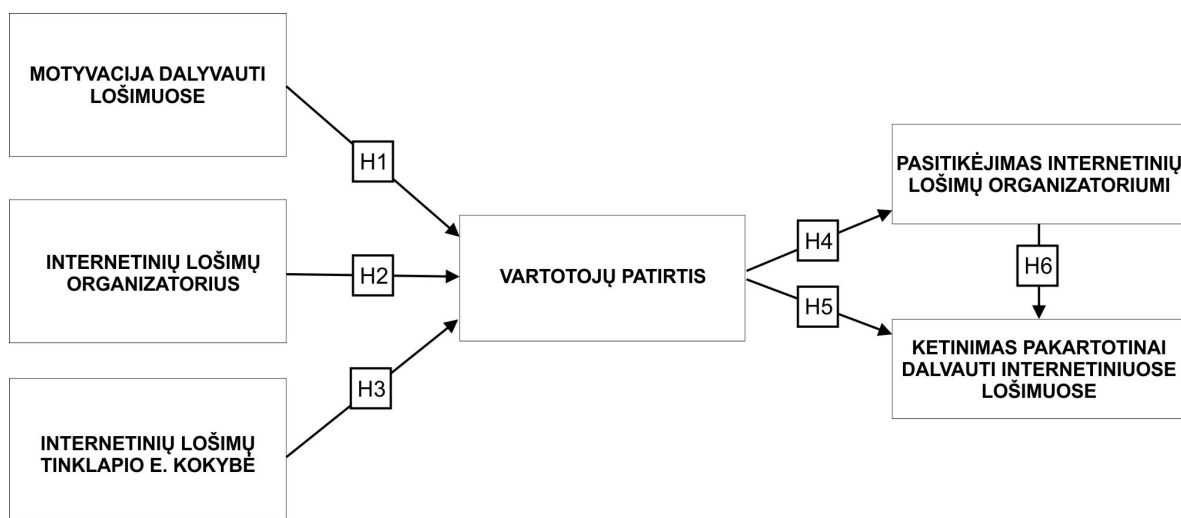 MOTYVACIJA DALYVAUTI
LOŠIMUOSE
H1
INTERNETINIŲ LOŠIMŲ
ORGANIZATORIUS
H2
INTERNETINIŲ LOŠIMŲ
TINKLAPIO E. KOKYBĖ
H3
VARTOTOJŲ PATIRTIS
H4
H5
PASITIKĖJIMAS INTERNETINIŲ
LOŠIMŲ ORGANIZATORIUMI
H6
KETINIMAS PAKARTOTINAI
DALVAUTI INTERNETINIUOSE
LOŠIMUOSE